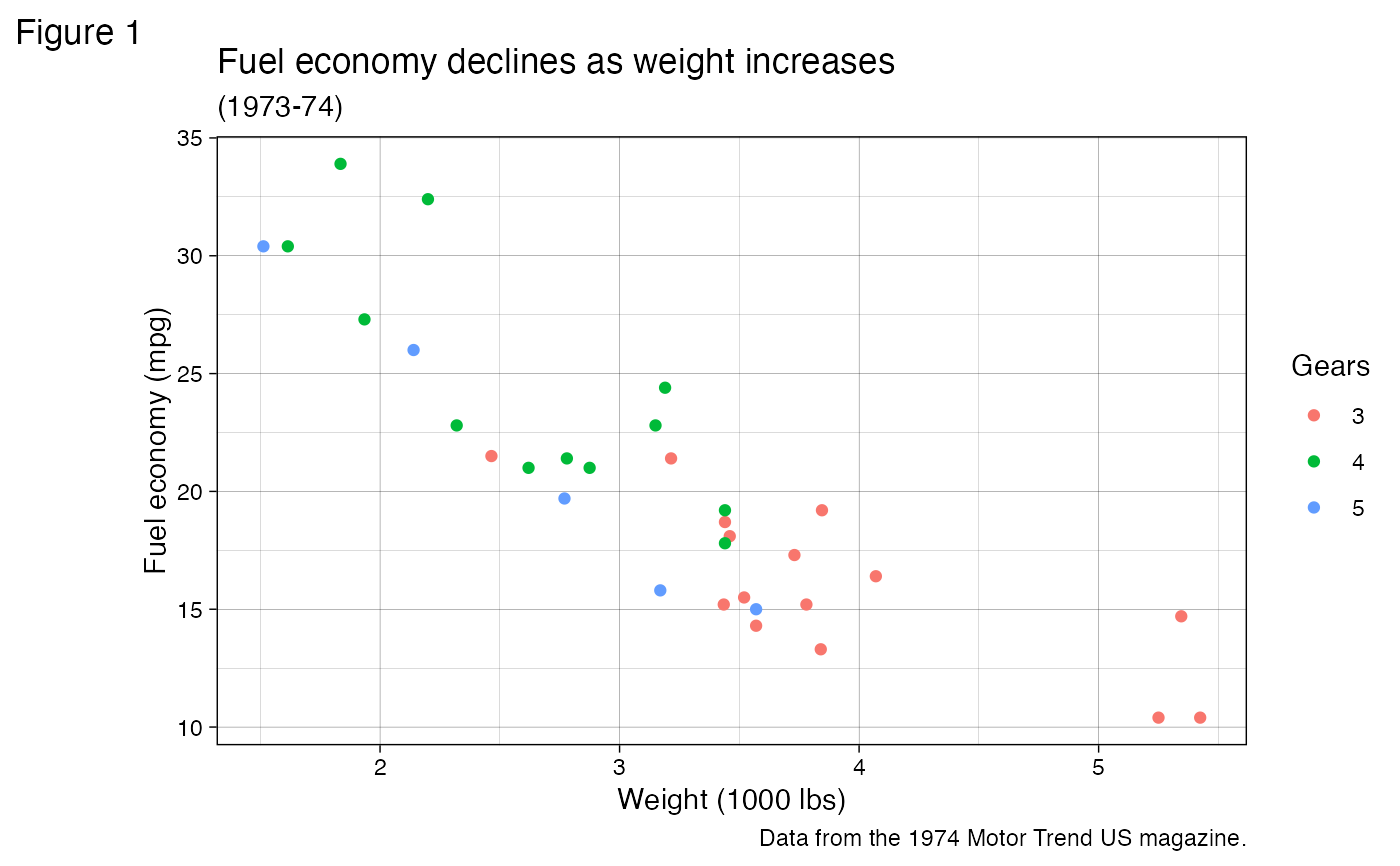 Figure 1
Fuel economy declines as weight increases
(1973-74)
Fuel economy (mpg)
35
30
25
20
15
10
2 3 4 5
Weight (1000 lbs)
Gears
3
4
5
Data from the 1974 Motor Trend US magazine.